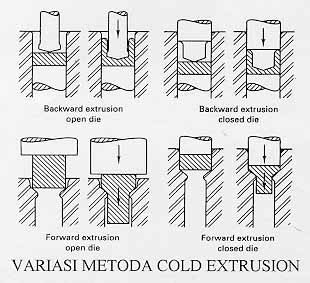 Backward extrusion
open die
Backward extrusion
closed die
Forward extrusion
open die
Forward extrusion
closed die
VARIASI METODA COLD EXTRUSION